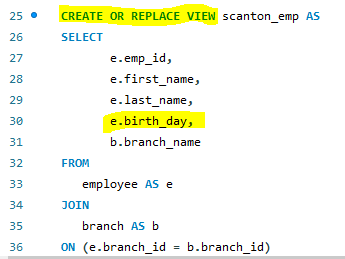 25 CREATE OR REPLACE VIEW scanton_emp AS
26 SELECT
27 e.emp_id,
28 e.first_name,
29 e.last_name,
30 e.birth_day,
31 b.branch_name
32 FROM
33 employee AS e
34 JOIN
35 branch AS b
36 ON (e.branch_id = b.branch_id)